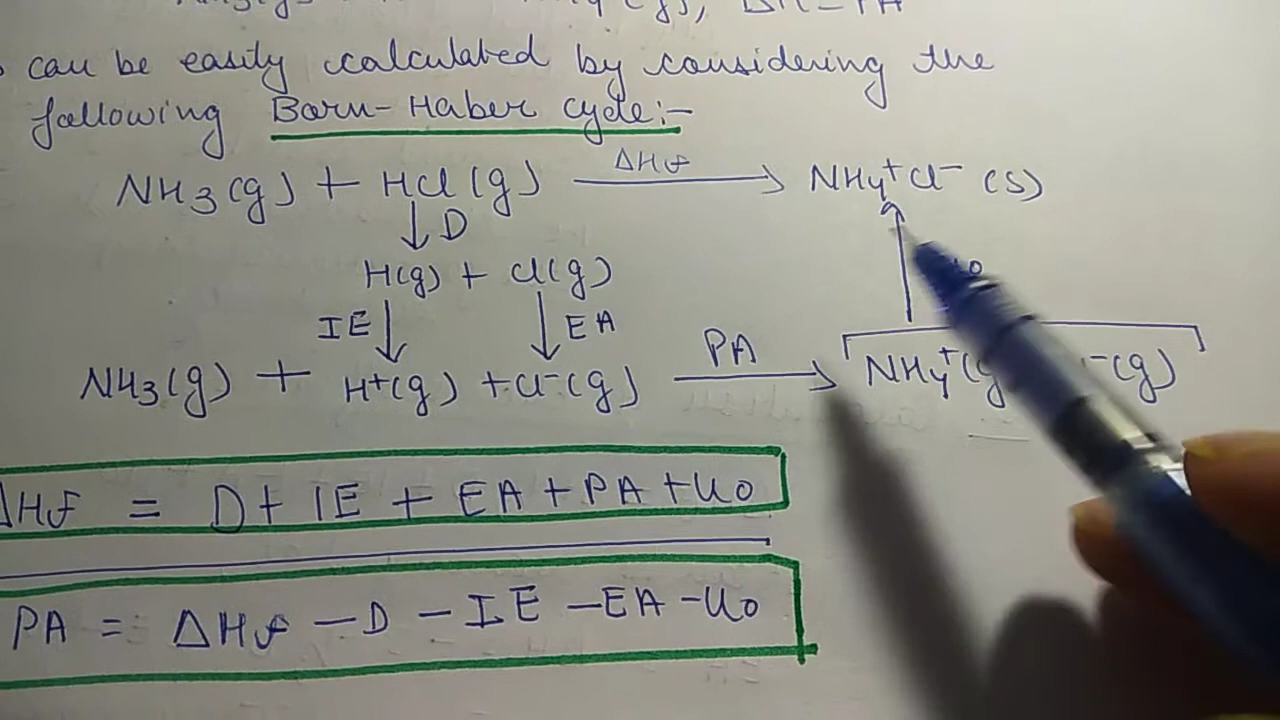 can be easily calculated by considering the
following Born-Haber cycle:-
NH3(g) + HCl(g) ΔHf → NH4+Cl- (s)
↓ D
H(g) + Cl(g)
IE ↓ ↓ EA
NH3(g) + H+(g) + Cl-(g) PA → NH4+(g -(g)
ΔHf = D + IE + EA + PA + U0
PA = ΔHf - D - IE - EA - U0